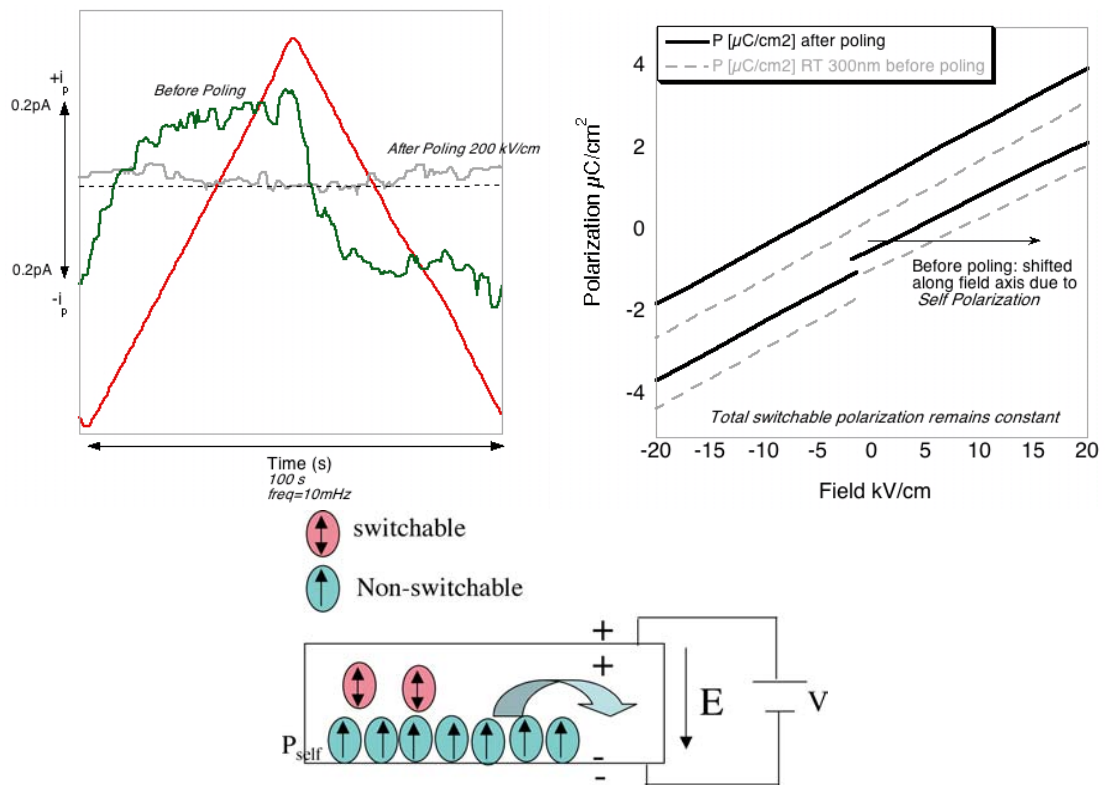 +i
p
0.2pA
Before Poling
After Poling 200 kV/cm
0.2pA
-i
p
Time (s)
100 s
freq=10mHz
P [µC/cm2] after poling
P [µC/cm2] RT 300nm before poling
Polarization µC/cm²
4
2
0
-2
-4
Before poling: shifted
along field axis due to
Self Polarization
Total switchable polarization remains constant
-20 -15 -10 -5 0 5 10 15 20
Field kV/cm
switchable
Non-switchable
+
+
E
V
Pself
-
-